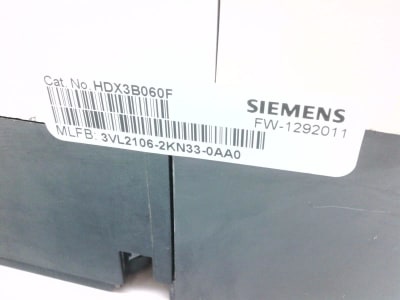 Cat. No. HDX3B060F
SIEMENS
FW-1292011
MLFB: 3VL2106-2KN33-0AA0